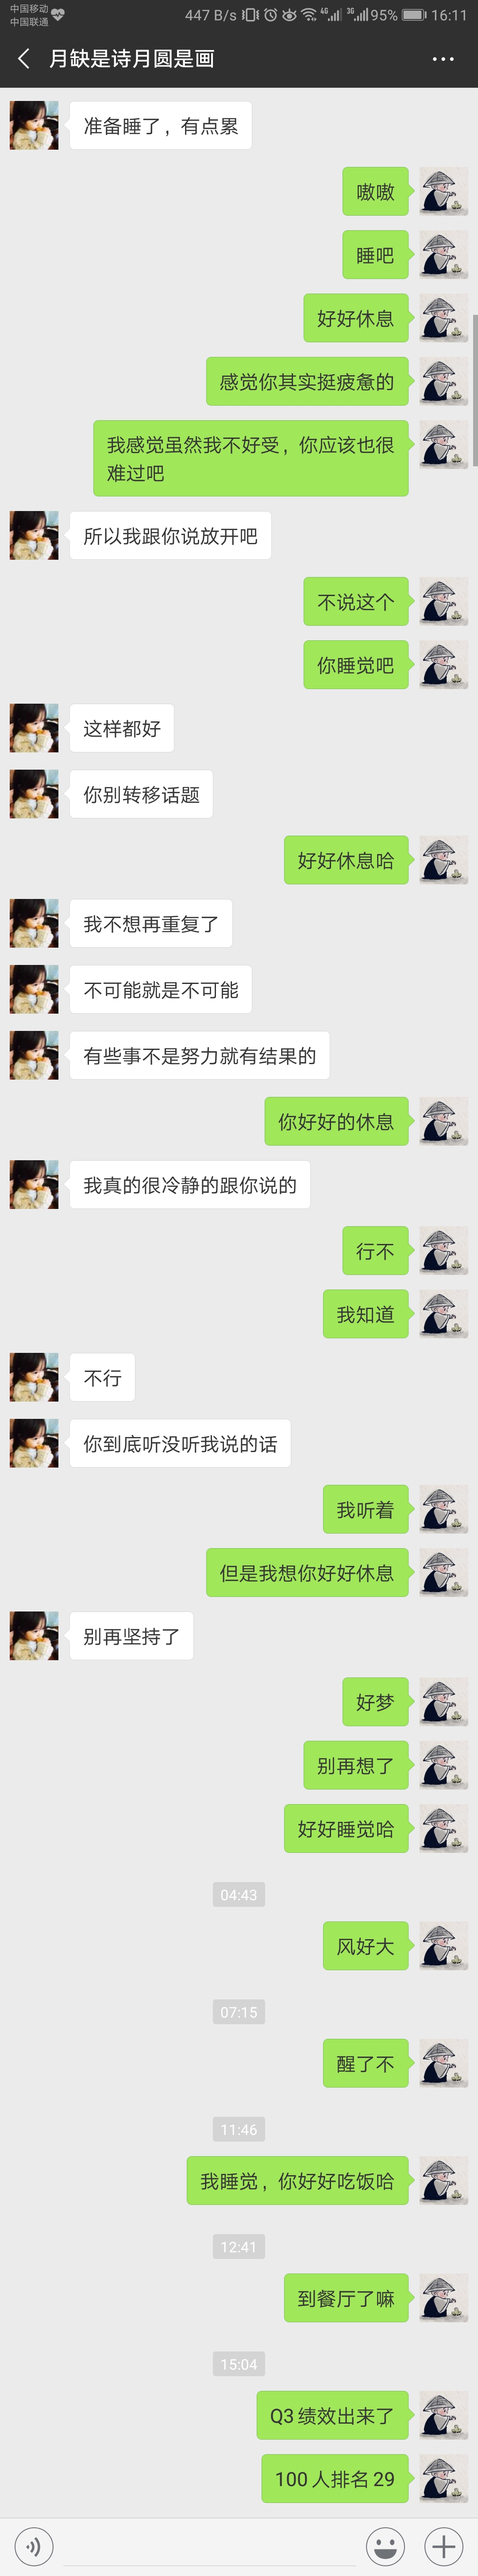 中国移动
中国联通
447 B/s 4G 3G 95% 16:11
月缺是诗月圆是画
准备睡了，有点累
嗷嗷
睡吧
好好休息
感觉你其实挺疲惫的
我感觉虽然我不好受，你应该也很
难过吧
所以我跟你说放开吧
不说这个
你睡觉吧
这样都好
你别转移话题
好好休息哈
我不想再重复了
不可能就是不可能
有些事不是努力就有结果的
你好好的休息
我真的很冷静的跟你说的
行不
我知道
不行
你到底听没听我说的话
我听着
但是我想你好好休息
别再坚持了
好梦
别再想了
好好睡觉哈
04:43
风好大
07:15
醒了不
11:46
我睡觉，你好好吃饭哈
12:41
到餐厅了嘛
15:04
Q3绩效出来了
100人排名29